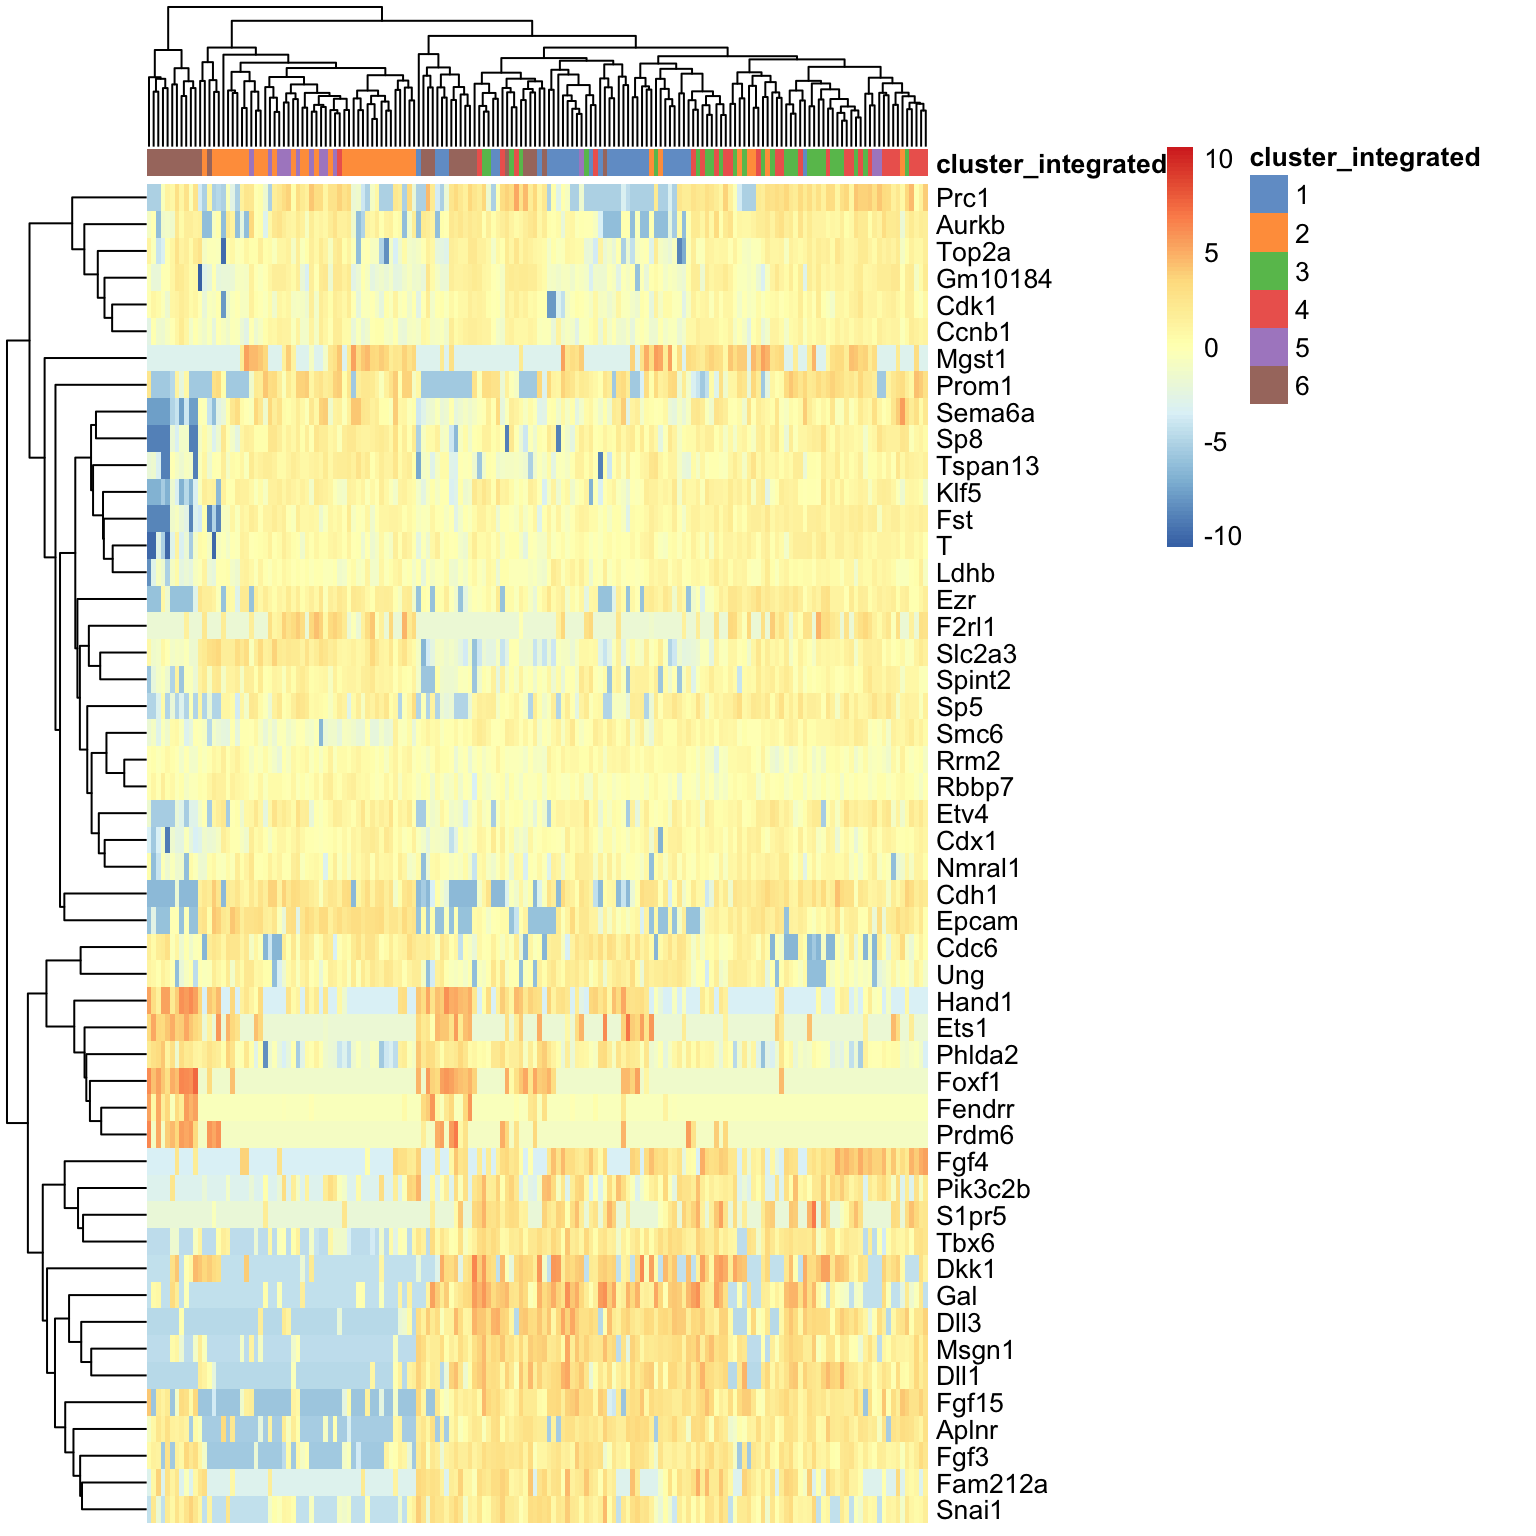 cluster_integrated
Prc1
Aurkb
Top2a
Gm10184
Cdk1
Ccnb1
Mgst1
Prom1
Sema6a
Sp8
Tspan13
Klf5
Fst
T
Ldhb
Ezr
F2rl1
Slc2a3
Spint2
Sp5
Smc6
Rrm2
Rbbp7
Etv4
Cdx1
Nmral1
Cdh1
Epcam
Cdc6
Ung
Hand1
Ets1
Phlda2
Foxf1
Fendrr
Prdm6
Fgf4
Pik3c2b
S1pr5
Tbx6
Dkk1
Gal
Dll3
Msgn1
Dll1
Fgf15
Aplnr
Fgf3
Fam212a
Snai1
10
5
0
-5
-10
cluster_integrated
1
2
3
4
5
6